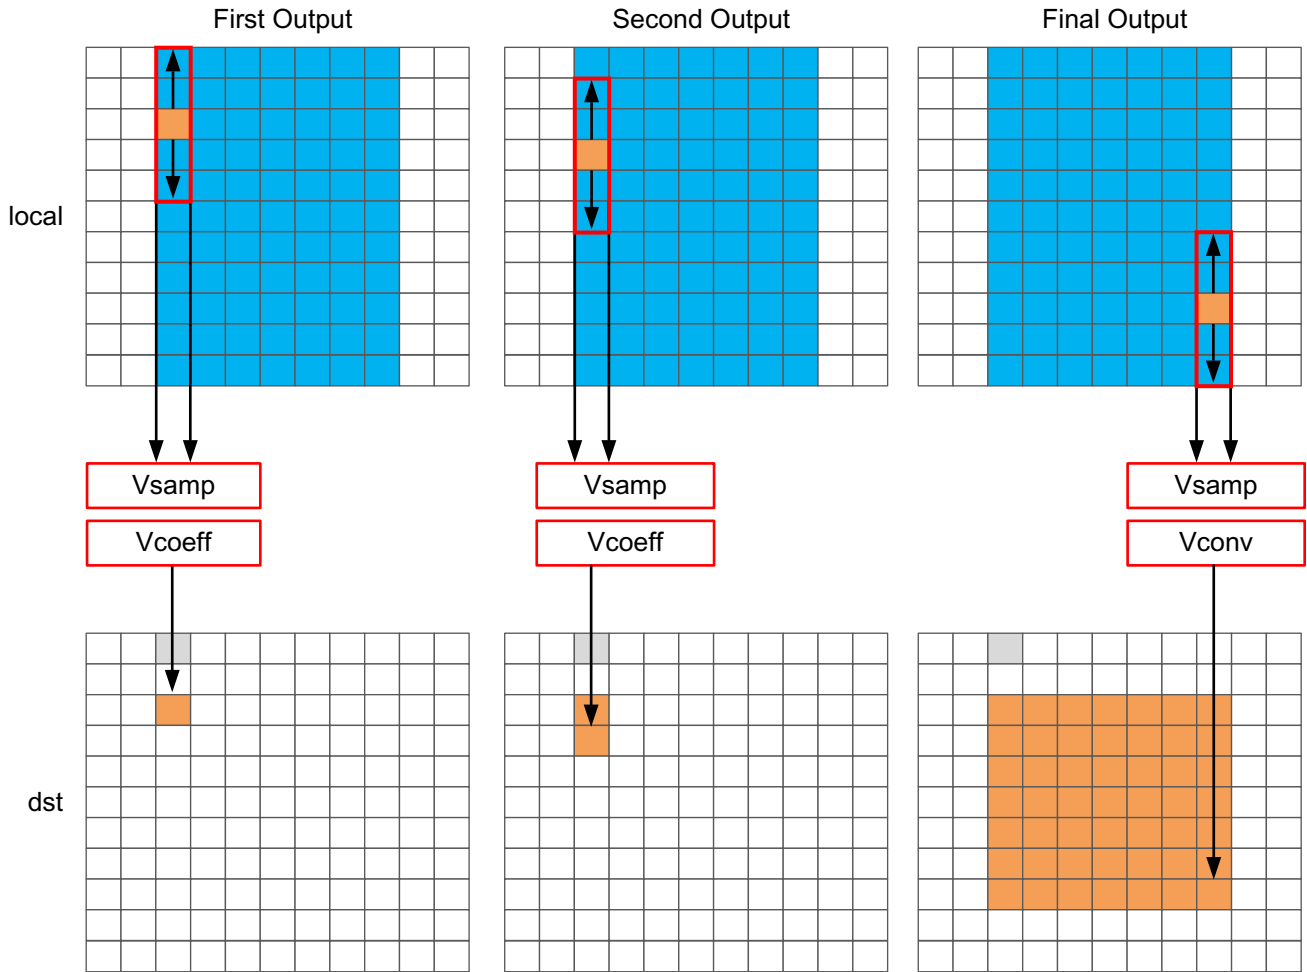 First Output
Second Output
Final Output
local
Vsamp
Vsamp
Vsamp
Vcoeff
Vcoeff
Vconv
dst